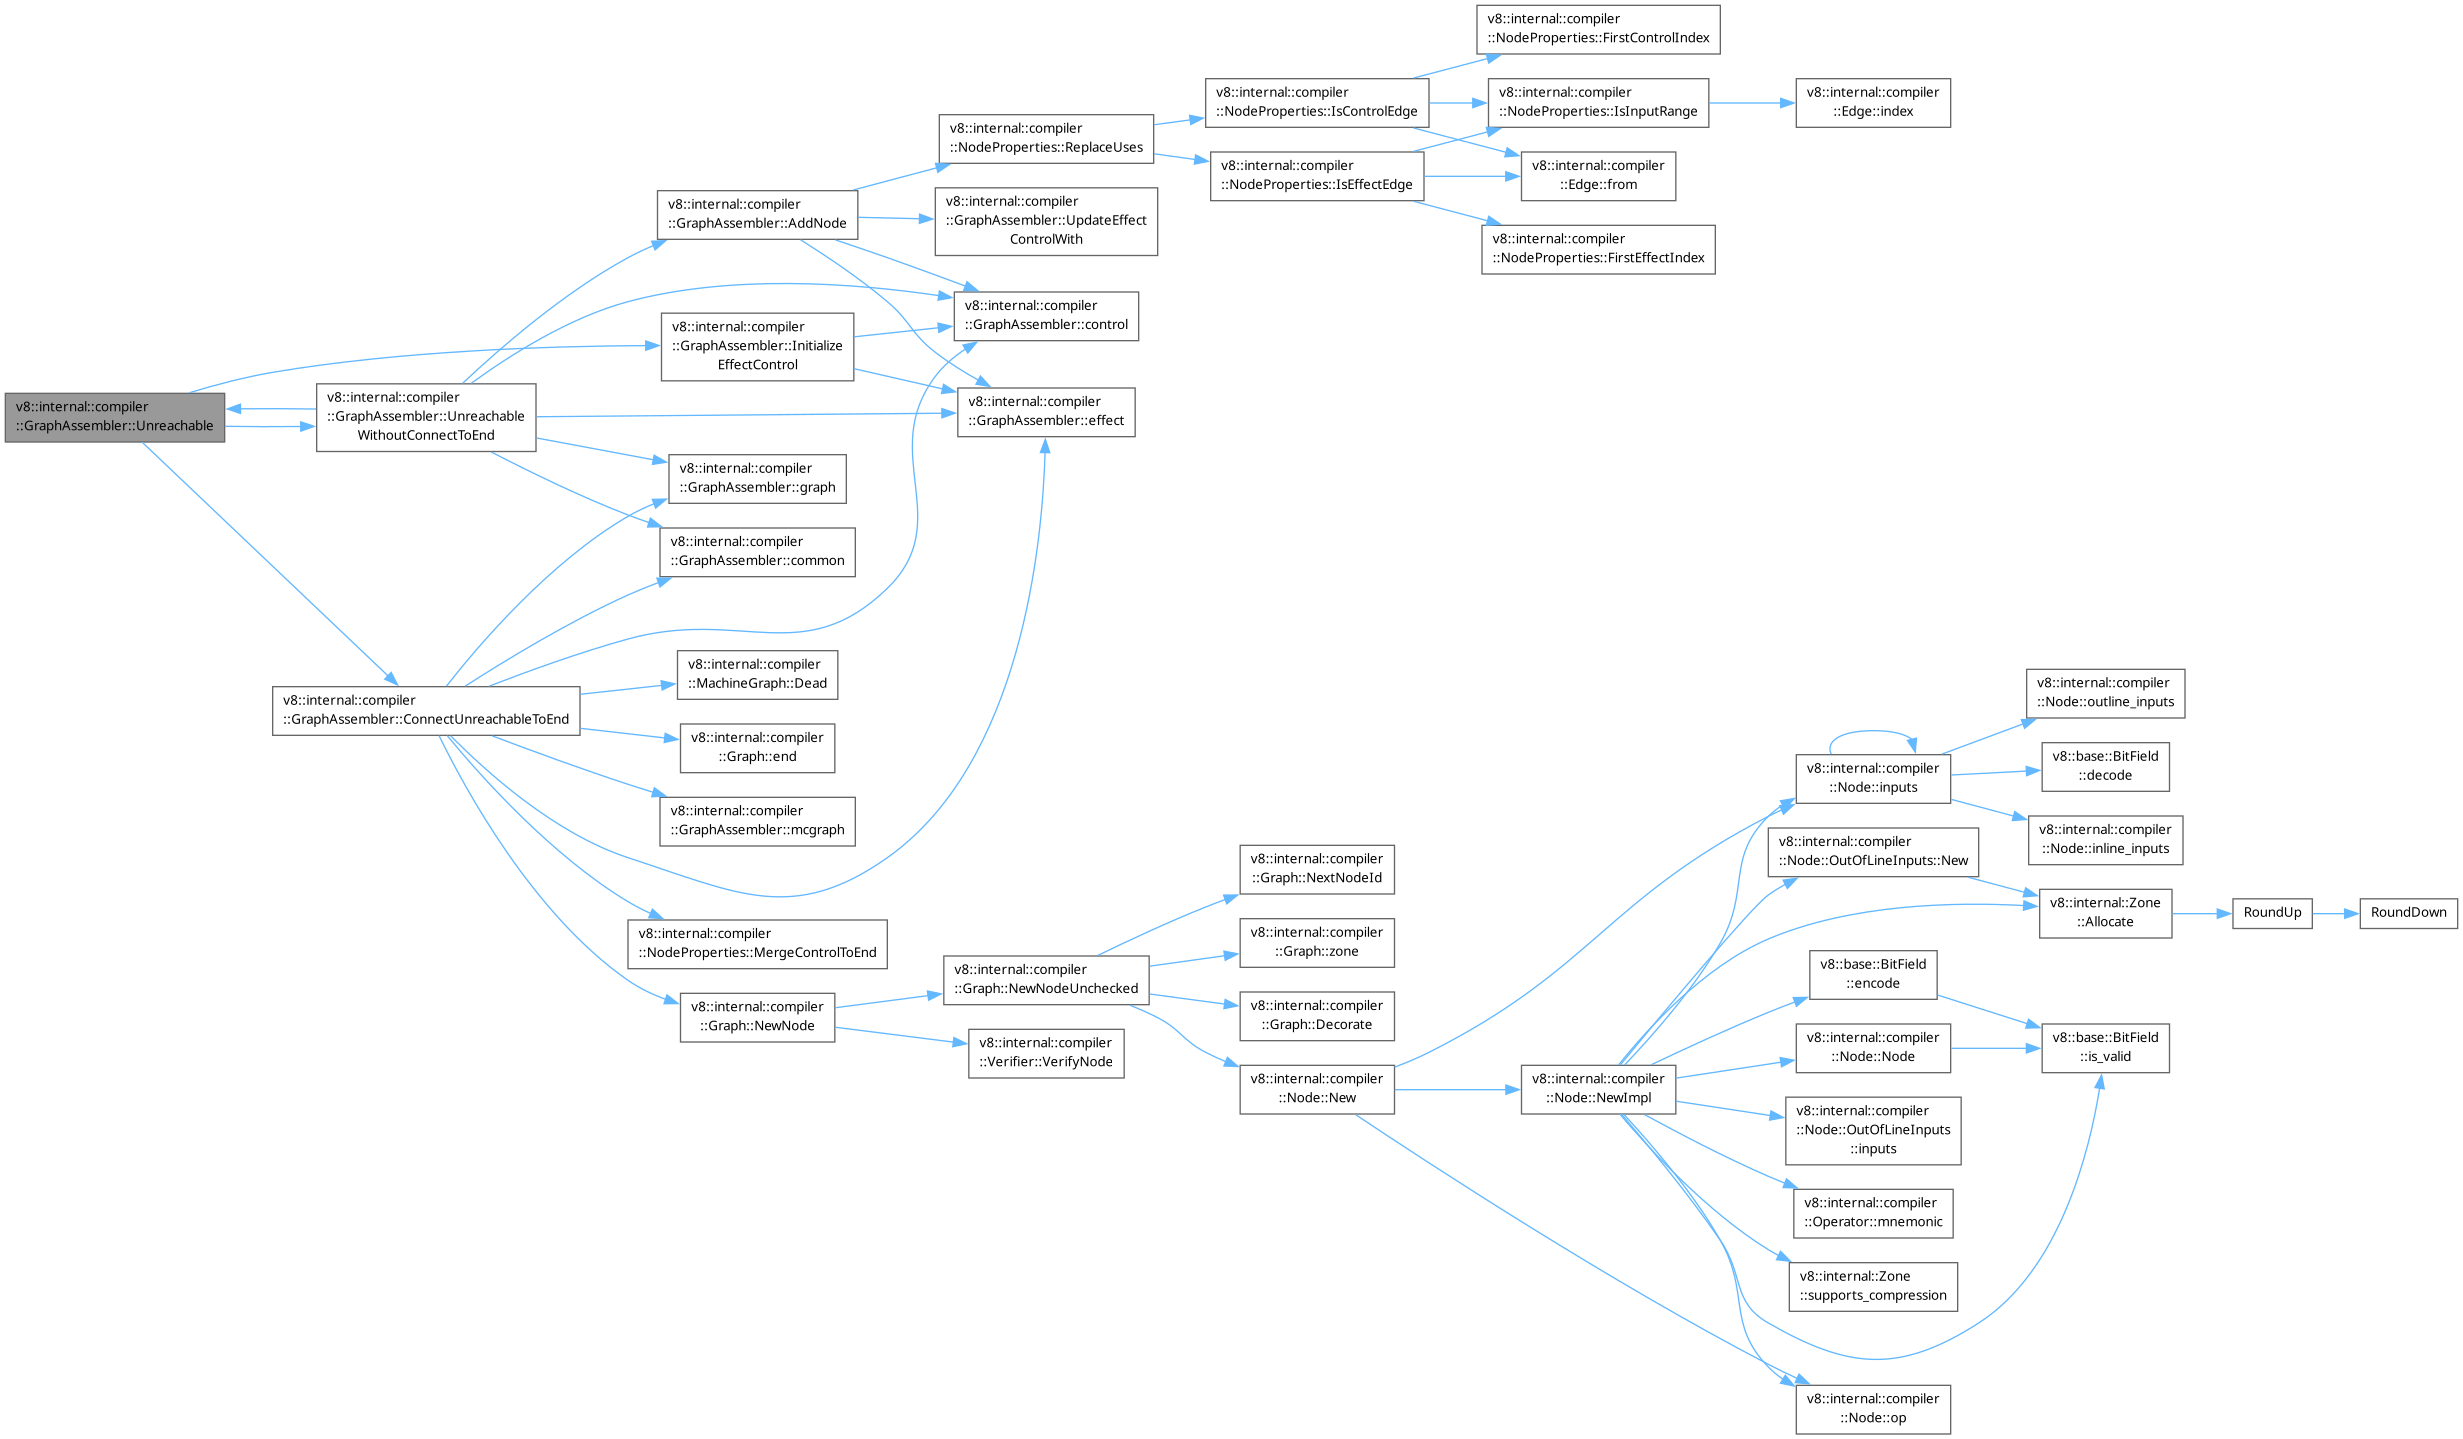 v8::internal::compiler
::GraphAssembler::Unreachable
v8::internal::compiler
::GraphAssembler::Unreachable
WithoutConnectToEnd
v8::internal::compiler
::GraphAssembler::ConnectUnreachableToEnd
v8::internal::compiler
::GraphAssembler::AddNode
v8::internal::compiler
::GraphAssembler::Initialize
EffectControl
v8::internal::compiler
::GraphAssembler::graph
v8::internal::compiler
::GraphAssembler::common
v8::internal::compiler
::MachineGraph::Dead
v8::internal::compiler
::Graph::end
v8::internal::compiler
::GraphAssembler::mcgraph
v8::internal::compiler
::NodeProperties::MergeControlToEnd
v8::internal::compiler
::Graph::NewNode
v8::internal::compiler
::NodeProperties::ReplaceUses
v8::internal::compiler
::GraphAssembler::UpdateEffect
ControlWith
v8::internal::compiler
::GraphAssembler::control
v8::internal::compiler
::GraphAssembler::effect
v8::internal::compiler
::Graph::NewNodeUnchecked
v8::internal::compiler
::Verifier::VerifyNode
v8::internal::compiler
::NodeProperties::IsControlEdge
v8::internal::compiler
::NodeProperties::IsEffectEdge
v8::internal::compiler
::Graph::NextNodeId
v8::internal::compiler
::Graph::zone
v8::internal::compiler
::Graph::Decorate
v8::internal::compiler
::Node::New
v8::internal::compiler
::NodeProperties::FirstControlIndex
v8::internal::compiler
::NodeProperties::IsInputRange
v8::internal::compiler
::Edge::from
v8::internal::compiler
::NodeProperties::FirstEffectIndex
v8::internal::compiler
::Node::NewImpl
v8::internal::compiler
::Edge::index
v8::internal::compiler
::Node::inputs
v8::internal::compiler
::Node::OutOfLineInputs::New
v8::base::BitField
::encode
v8::internal::compiler
::Node::Node
v8::internal::compiler
::Node::OutOfLineInputs
::inputs
v8::internal::compiler
::Operator::mnemonic
v8::internal::Zone
::supports_compression
v8::internal::compiler
::Node::op
v8::internal::compiler
::Node::outline_inputs
v8::base::BitField
::decode
v8::internal::compiler
::Node::inline_inputs
v8::internal::Zone
::Allocate
v8::base::BitField
::is_valid
RoundUp
RoundDown